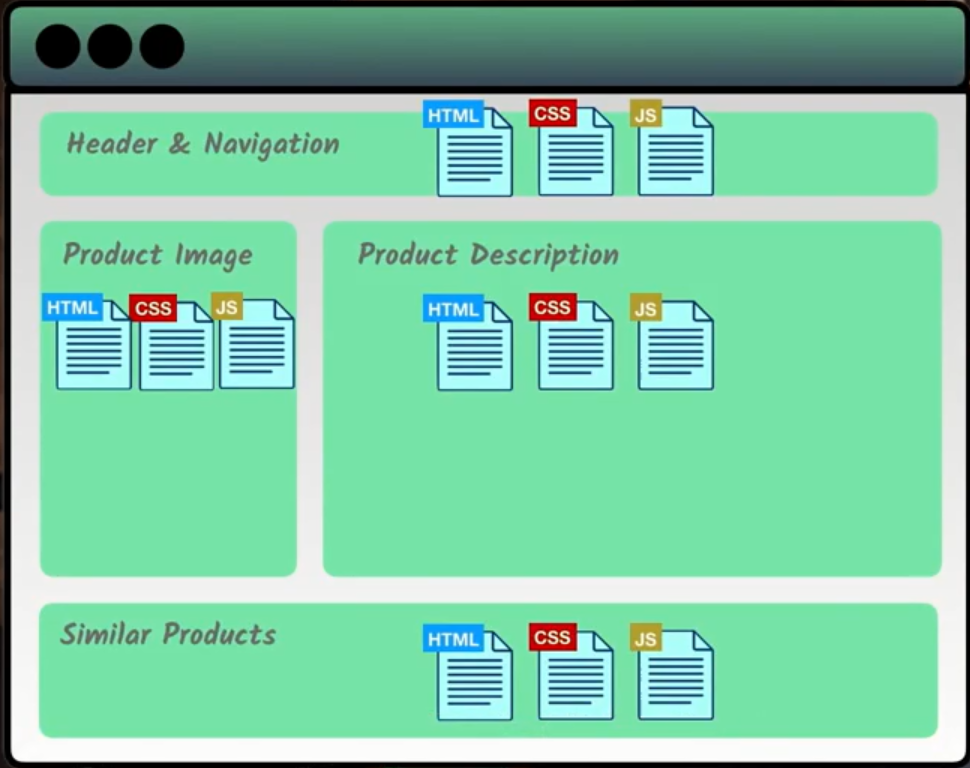 HTML CSS JS
Header & Navigation
Product Image
Product Description
HTML CSS JS
HTML CSS JS
Similar Products
HTML CSS JS